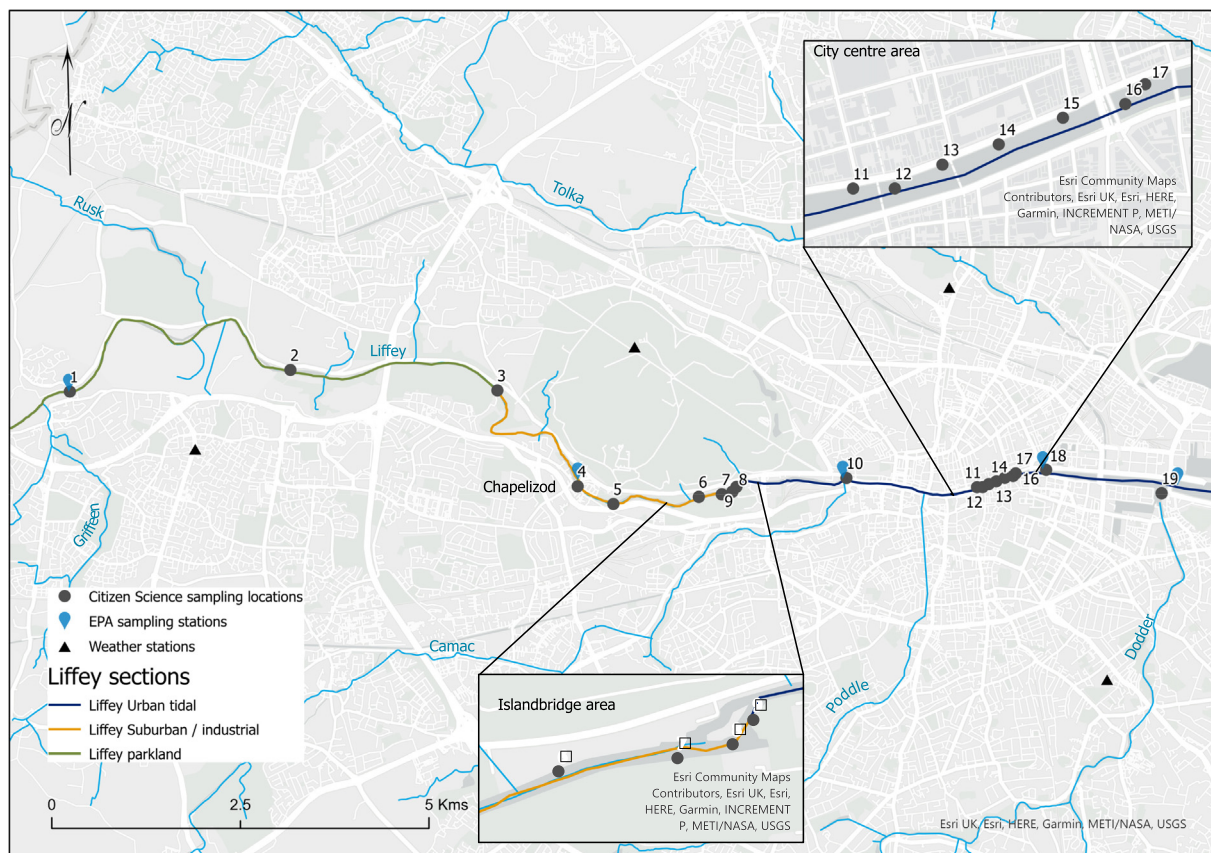 City centre area
17
16
15
14
13
12
11
Esri Community Maps
Contributors, Esri UK, Esri, HERE,
Garmin, INCREMENT P, METI/
NASA, USGS
N
Rusk
Tolka
Liffey
1
2
3
4
Chapelizod
5
6
7
8
9
10
11
12
14
13
17
16
18
19
Griffeen
Camac
Poddle
Dodder
Citizen Science sampling locations
EPA sampling stations
Weather stations
Liffey sections
Liffey Urban tidal
Liffey Suburban / industrial
Liffey parkland
0
2.5
5 Kms
Islandbridge area
Esri Community Maps
Contributors, Esri UK, Esri,
HERE, Garmin, INCREMENT
P, METI/NASA, USGS
Esri UK, Esri, HERE, Garmin, METI/NASA, USGS